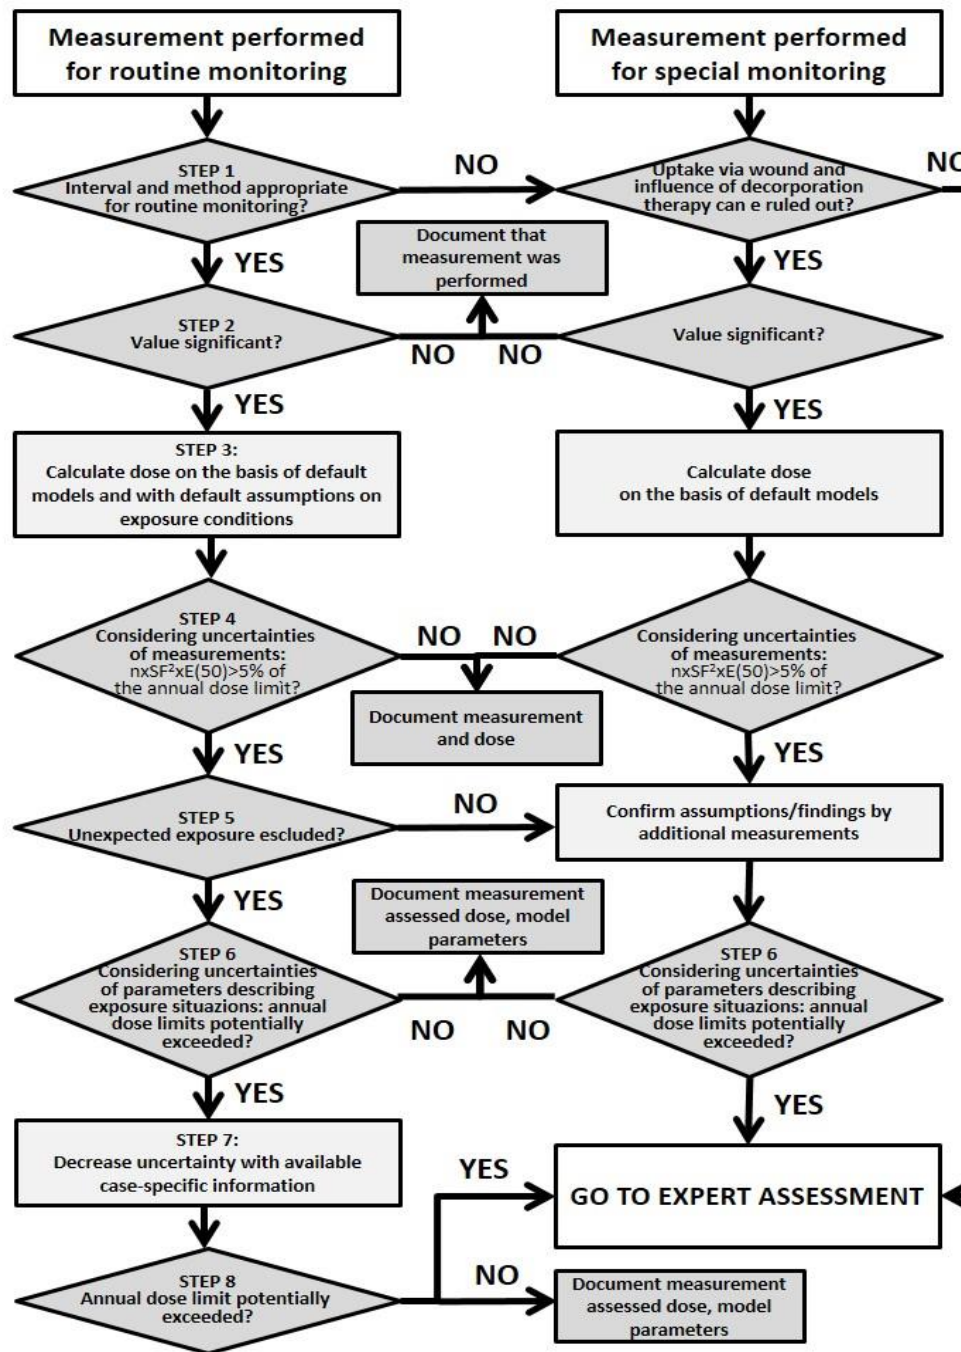 Measurement performed
for routine monitoring
Measurement performed
for special monitoring
STEP 1
Interval and method appropriate
for routine monitoring?
NO
Uptake via wound and
influence of decorporation
therapy can e ruled out?
NO
YES
Document that
measurement was
performed
YES
STEP 2
Value significant?
NO
NO
Value significant?
YES
YES
STEP 3:
Calculate dose on the basis of default
models and with default assumptions on
exposure conditions
Calculate dose
on the basis of default models
STEP 4
Considering uncertainties
of measurements:
nxSF²xE(50)>5% of
the annual dose limit?
NO
NO
Considering uncertainties
of measurements:
nxSF²xE(50)>5% of
the annual dose limit?
Document measurement
and dose
YES
YES
STEP 5
Unexpected exposure escluded?
NO
Confirm assumptions/findings by
additional measurements
YES
Document measurement
assessed dose, model
parameters
STEP 6
Considering uncertainties
of parameters describing
exposure situazions: annual
dose limits potentially
exceeded?
NO
NO
STEP 6
Considering uncertainties
of parameters describing
exposure situazions: annual
dose limits potentially
exceeded?
YES
YES
STEP 7:
Decrease uncertainty with available
case-specific information
YES
GO TO EXPERT ASSESSMENT
STEP 8
Annual dose limit potentially
exceeded?
NO
Document measurement
assessed dose, model
parameters